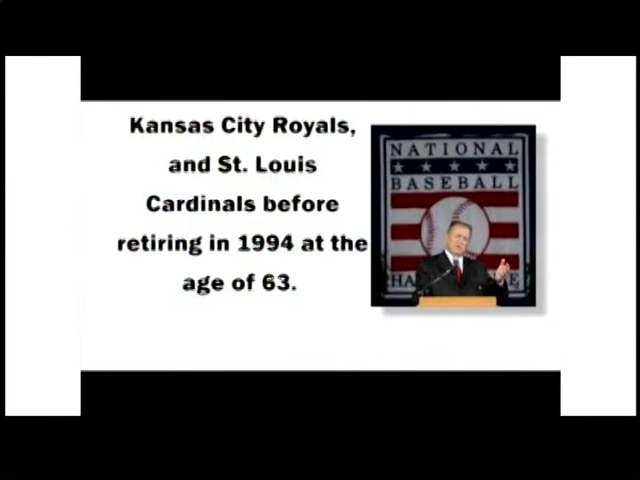 Kansas City Royals,
and St. Louis
Cardinals before
retiring in 1994 at the
age of 63.
NATIONAL
BASEBALL